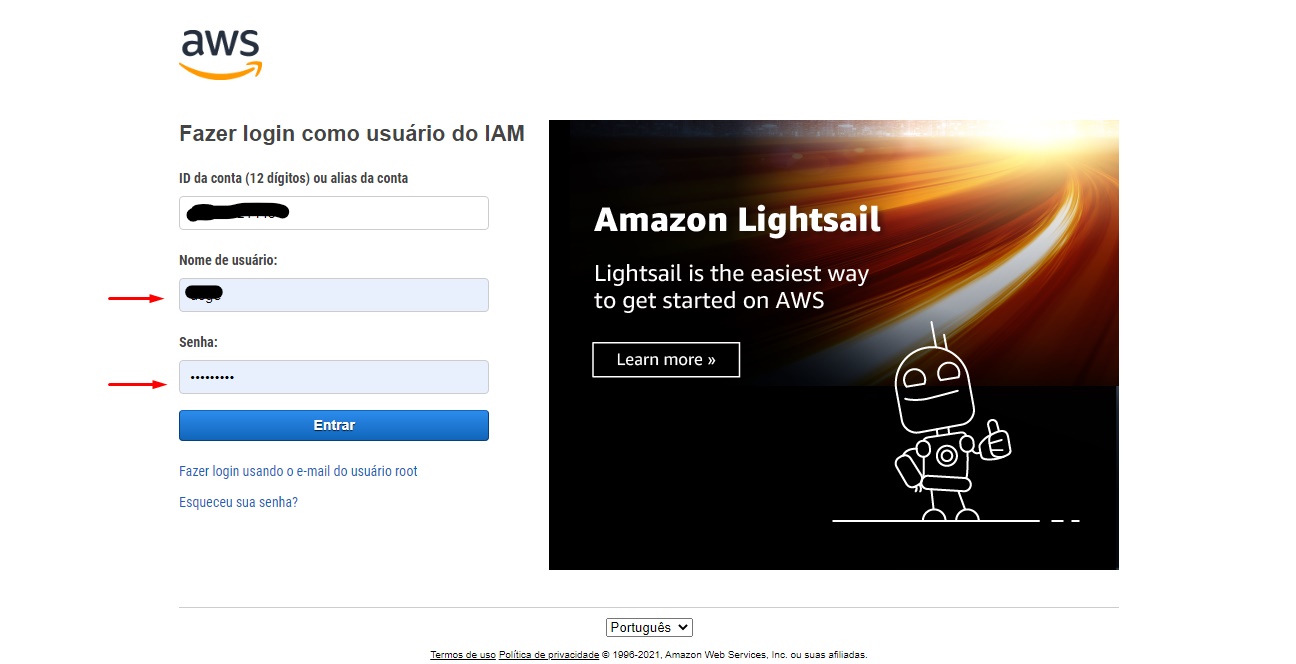 aws
Fazer login como usuário do IAM
ID da conta (12 dígitos) ou alias da conta
Nome de usuário:
Senha:
•••••••••
Entrar
Fazer login usando o e-mail do usuário root
Esqueceu sua senha?
Amazon Lightsail
Lightsail is the easiest way
to get started on AWS
Learn more »
Português
Termos de uso Política de privacidade © 1996-2021, Amazon Web Services, Inc. ou suas afiliadas.